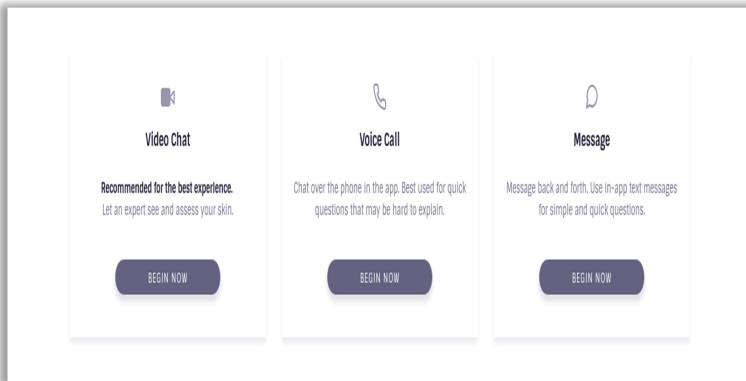 Video Chat
Recommended for the best experience.
Let an expert see and assess your skin.
BEGIN NOW
Voice Call
Chat over the phone in the app. Best used for quick
questions that may be hard to explain.
BEGIN NOW
Message
Message back and forth. Use in-app text messages
for simple and quick questions.
BEGIN NOW